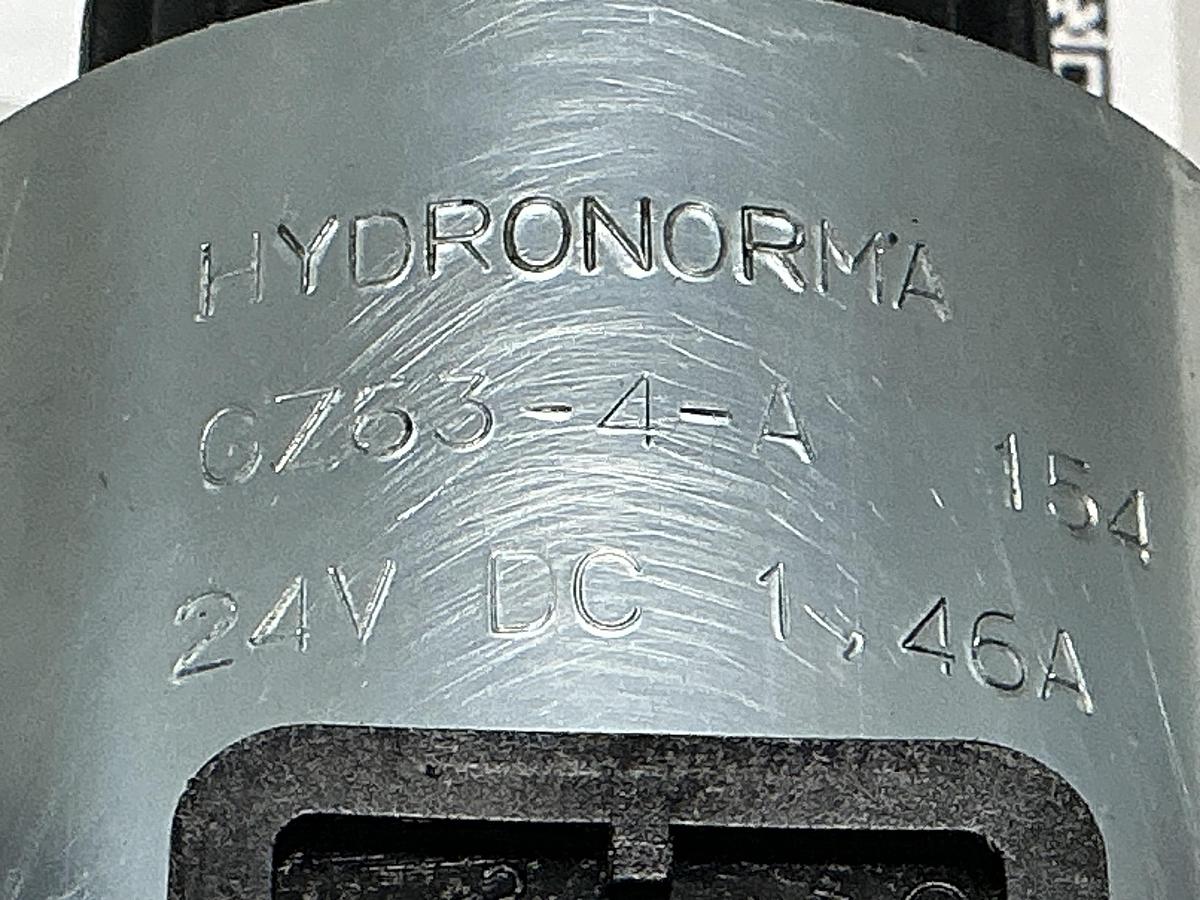 HYDRONORMA
GZ63-4-A 154
24V DC 1,46A